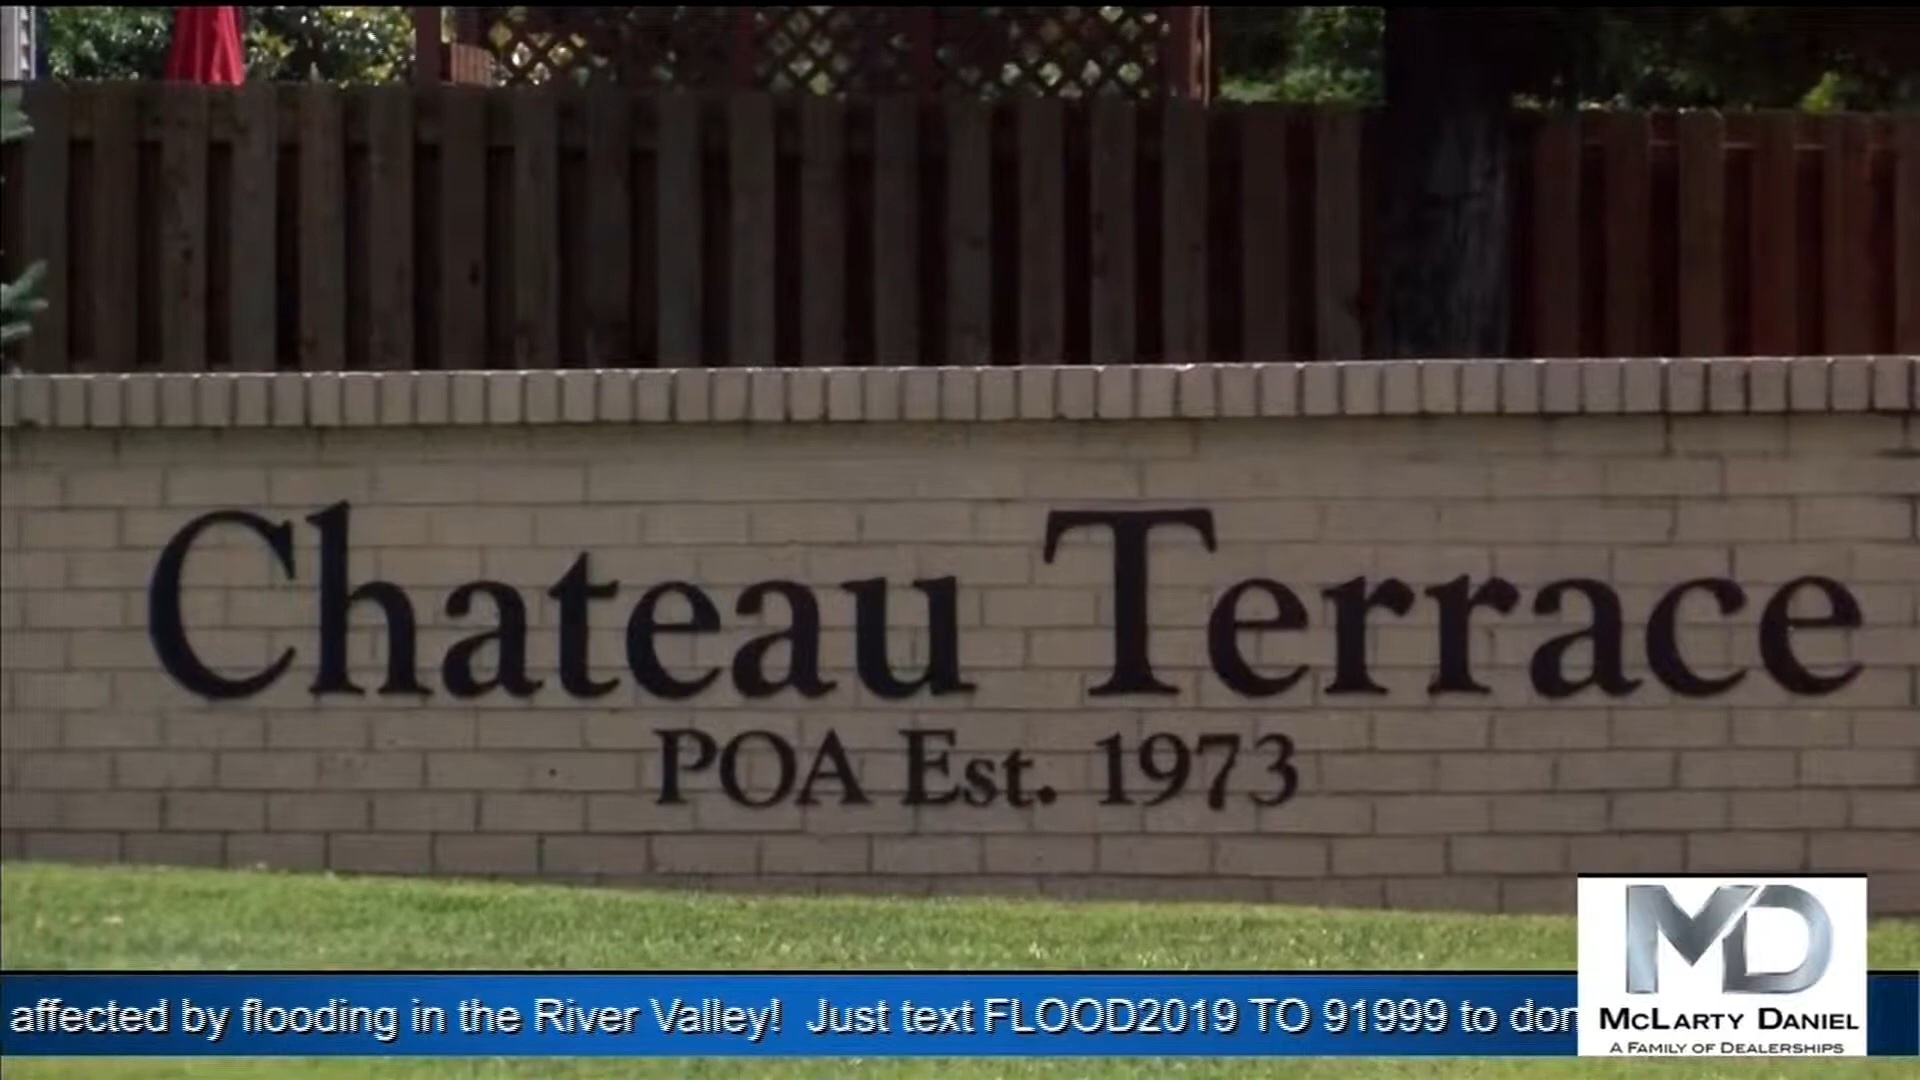 Chateau Terrace
POA Est. 1973
affected by flooding in the River Valley! Just text FLOOD2019 TO 91999 to don
MD
MCLARTY DANIEL
A FAMILY OF DEALERSHIPS